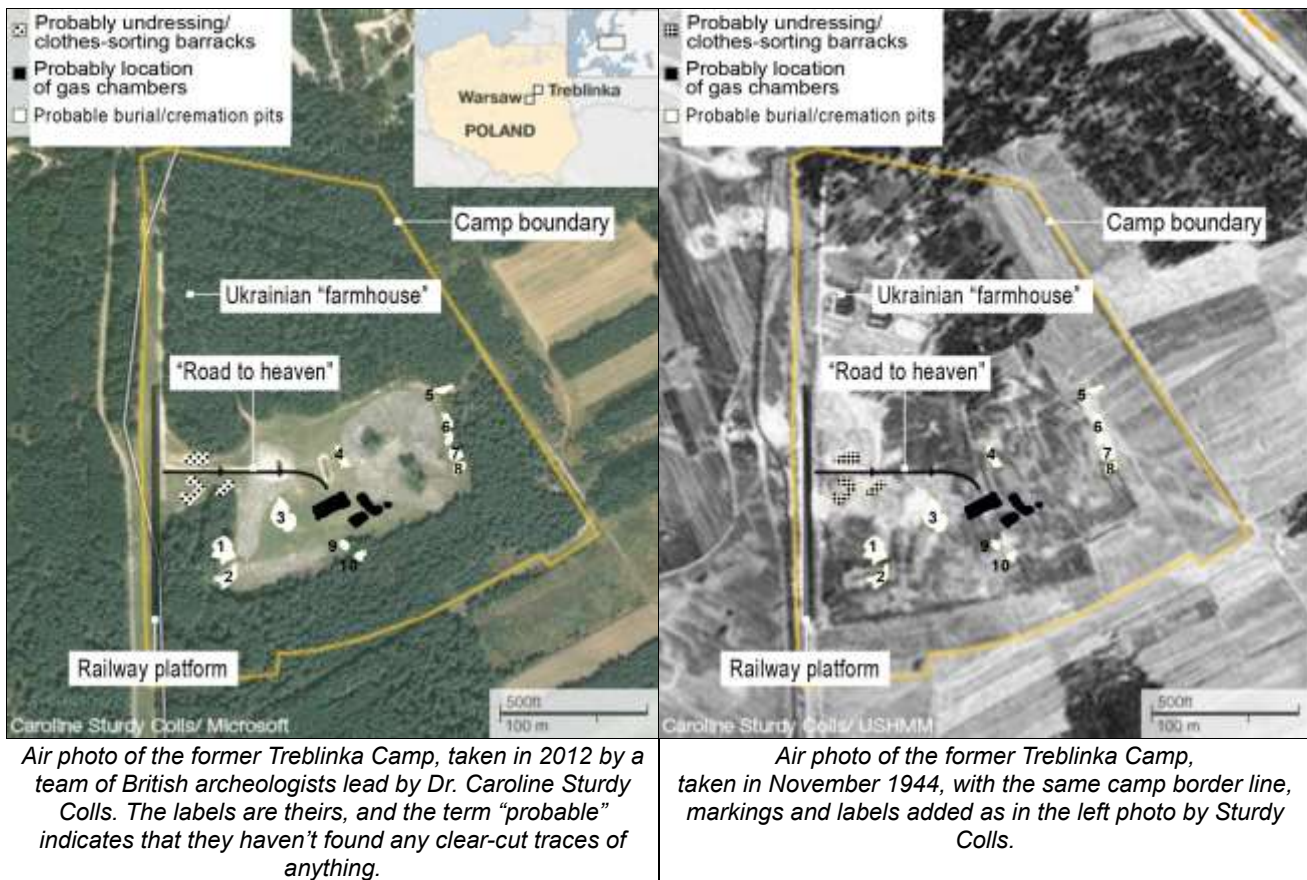 Probably undressing/
clothes-sorting barracks
Probably location
of gas chambers
Probable burial/cremation pits
Warsaw
Treblinka
POLAND
Camp boundary
Ukrainian “farmhouse”
“Road to heaven”
5
6
4
7
8
3
1
9
2
10
Railway platform
500ft
100 m
Caroline Sturdy Colls/ Microsoft
Air photo of the former Treblinka Camp, taken in 2012 by a
team of British archeologists lead by Dr. Caroline Sturdy
Colls. The labels are theirs, and the term “probable”
indicates that they haven’t found any clear-cut traces of
anything.
Probably undressing/
clothes-sorting barracks
Probably location
of gas chambers
Probable burial/cremation pits
Camp boundary
Ukrainian “farmhouse”
“Road to heaven”
5
6
4
7
8
3
1
9
2
10
Railway platform
500ft
100 m
Caroline Sturdy Colls/ USHMM
Air photo of the former Treblinka Camp,
taken in November 1944, with the same camp border line,
markings and labels added as in the left photo by Sturdy
Colls.